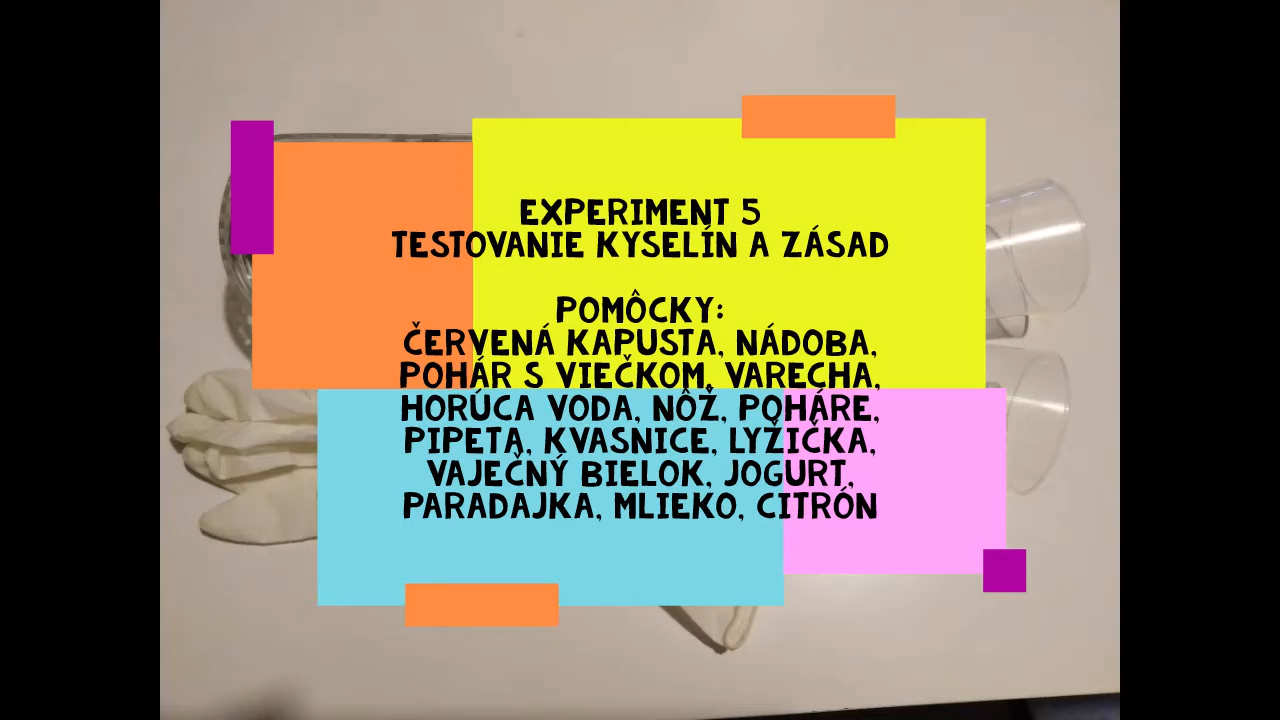 EXPERIMENT 5
TESTOVANIE KYSELÍN A ZÁSAD
POMÔCKY:
ČERVENÁ KAPUSTA, NÁDOBA,
POHÁR S VIEČKOM, VARECHA,
HORÚCA VODA, NÔŽ, POHÁRE,
PIPETA, KVASNICE, LYŽIČKA,
VAJEČNÝ BIELOK, JOGURT,
PARADAJKA, MLIEKO, CITRÓN